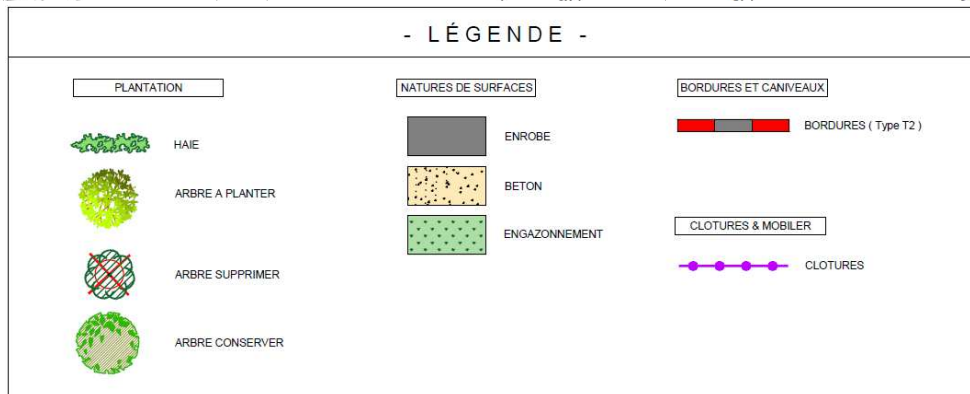 - LÉGENDE -
PLANTATION
HAIE
ARBRE A PLANTER
ARBRE SUPPRIMER
ARBRE CONSERVER
NATURES DE SURFACES
ENROBE
BETON
ENGAZONNEMENT
BORDURES ET CANIVEAUX
BORDURES ( Type T2 )
CLOTURES & MOBILER
CLOTURES